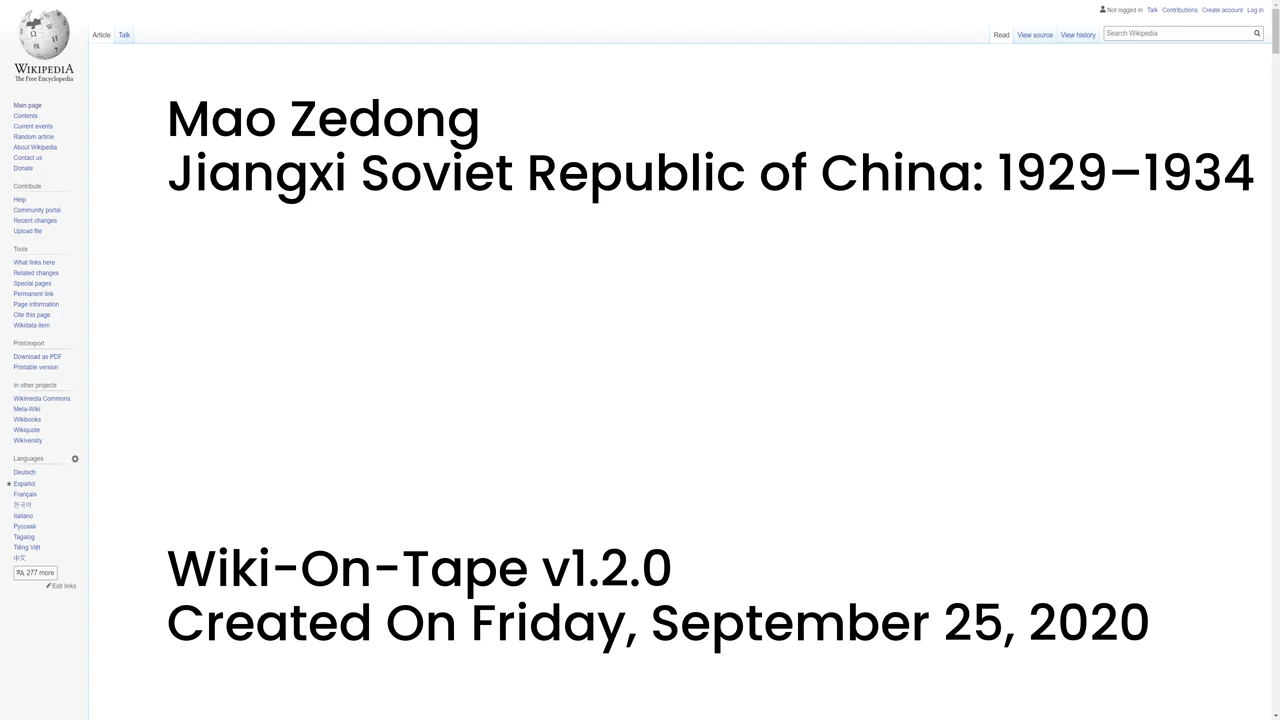 Not logged in Talk Contributions Create account Log in
Article Talk Read View source View history Search Wikipedia
WIKIPEDIA
The Free Encyclopedia
Main page
Contents
Current events
Random article
About Wikipedia
Contact us
Donate
Contribute
Help
Community portal
Recent changes
Upload file
Tools
What links here
Related changes
Special pages
Permanent link
Page information
Cite this page
Wikidata item
Print/export
Download as PDF
Printable version
In other projects
Wikimedia Commons
Meta-Wiki
Wikibooks
Wikiquote
Wikiversity
Languages
Deutsch
Español
Français
한국어
Italiano
Русский
Tagalog
Tiếng Việt
中文
277 more
Edit links
Mao Zedong
Jiangxi Soviet Republic of China: 1929–1934
Wiki-On-Tape v1.2.0
Created On Friday, September 25, 2020